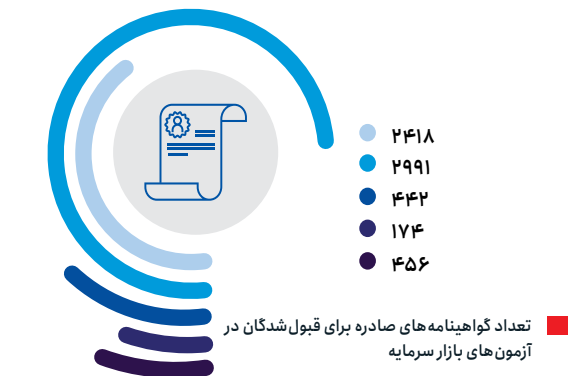 ۲۴۱۸
۲۹۹۱
۴۴۲
۱۷۴
۴۵۶
تعداد گواهینامه‌های صادره برای قبول‌شدگان در
آزمون‌های بازار سرمایه